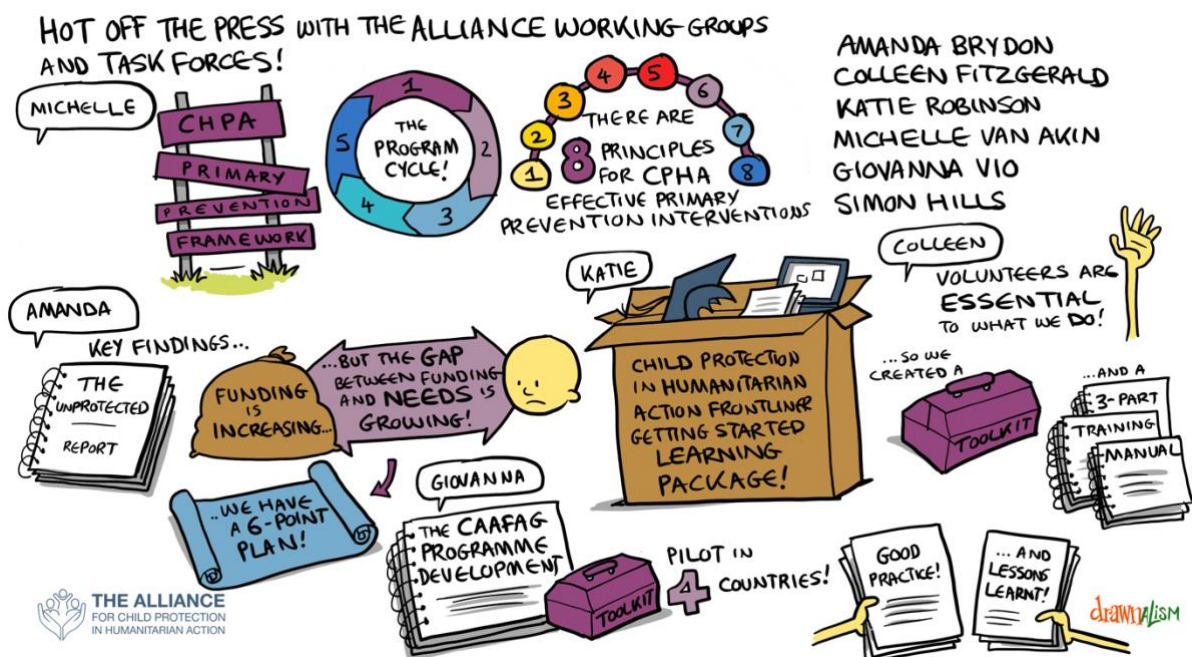 HOT OFF THE PRESS WITH THE ALLIANCE WORKING GROUPS
AND TASK FORCES!
MICHELLE
CHPA
PRIMARY
PREVENTION
FRAMEWORK
1
2
3
4
5
THE
PROGRAM
CYCLE!
1
2
3
4
5
6
7
8
THERE ARE
8 PRINCIPLES
FOR CPHA
EFFECTIVE PRIMARY
PREVENTION INTERVENTIONS
AMANDA BRYDON
COLLEEN FITZGERALD
KATIE ROBINSON
MICHELLE VAN AKIN
GIOVANNA VIO
SIMON HILLS
AMANDA
KEY FINDINGS...
THE
UNPROTECTED
REPORT
FUNDING
IS
INCREASING...
...BUT THE GAP
BETWEEN FUNDING
AND NEEDS IS
GROWING!
..WE HAVE
A 6-POINT
PLAN!
KATIE
CHILD PROTECTION
IN HUMANITARIAN
ACTION FRONTLINER
GETTING STARTED
LEARNING
PACKAGE!
COLLEEN
VOLUNTEERS ARE
ESSENTIAL
TO WHAT WE DO!
...SO WE
CREATED A
TOOLKIT
...AND A
3-PART
TRAINING
MANUAL
GIOVANNA
THE CAAFAG
PROGRAMME
DEVELOPMENT
TOOLKIT
PILOT IN
4 COUNTRIES!
GOOD
PRACTICE!
...AND
LESSONS
LEARNT!
THE ALLIANCE
FOR CHILD PROTECTION
IN HUMANITARIAN ACTION
drawnALISM